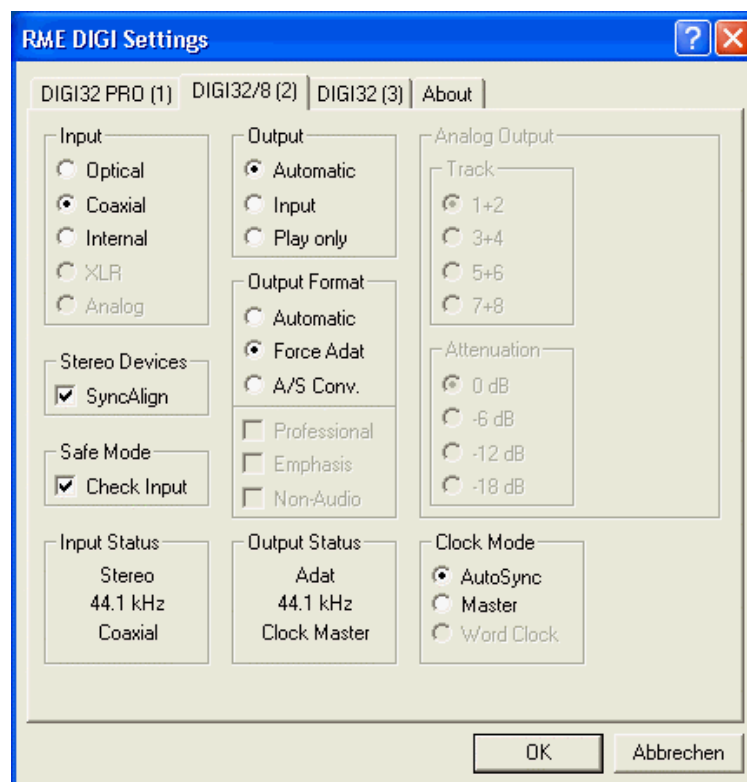 RME DIGI Settings
DIGI32 PRO (1)
DIGI32/8 (2)
DIGI32 (3)
About
Input
Optical
Coaxial
Internal
XLR
Analog
Stereo Devices
SyncAlign
Safe Mode
Check Input
Input Status
Stereo
44.1 kHz
Coaxial
Output
Automatic
Input
Play only
Output Format
Automatic
Force Adat
A/S Conv.
Professional
Emphasis
Non-Audio
Output Status
Adat
44.1 kHz
Clock Master
Analog Output
Track
1+2
3+4
5+6
7+8
Attenuation
0 dB
-6 dB
-12 dB
-18 dB
Clock Mode
AutoSync
Master
Word Clock
OK
Abbrechen